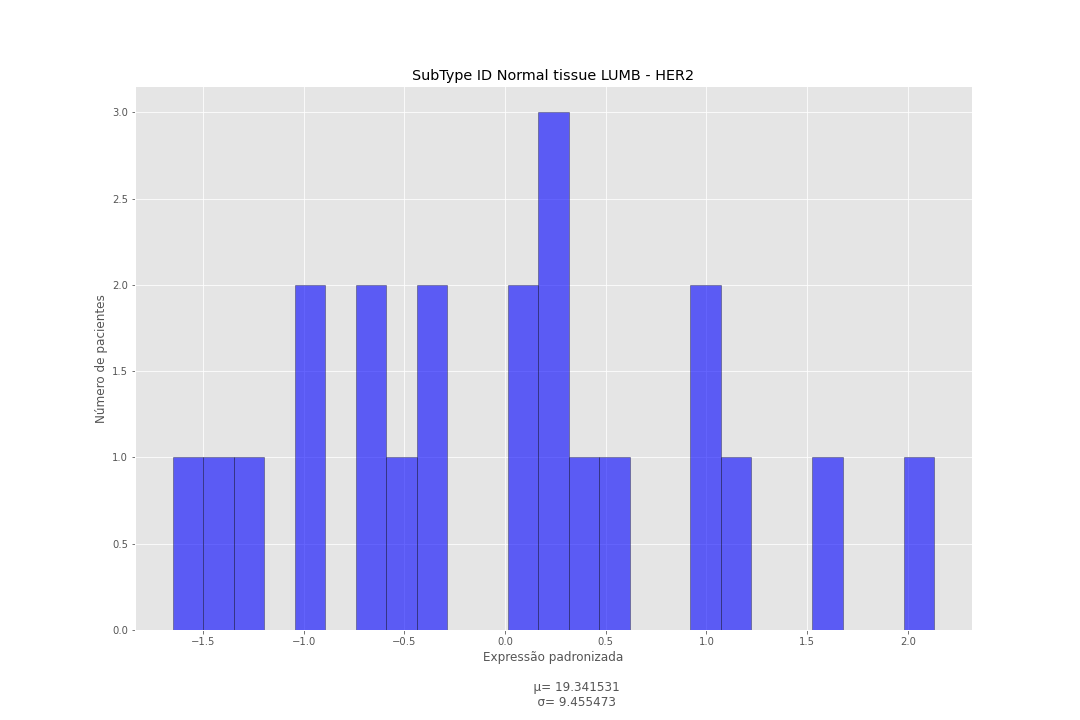 SubType ID Normal tissue LUMB - HER2
3.0
2.5
2.0
1.5
1.0
0.5
0.0
Número de pacientes
−1.5 −1.0 −0.5 0.0 0.5 1.0 1.5 2.0
Expressão padronizada
μ= 19.341531
σ= 9.455473